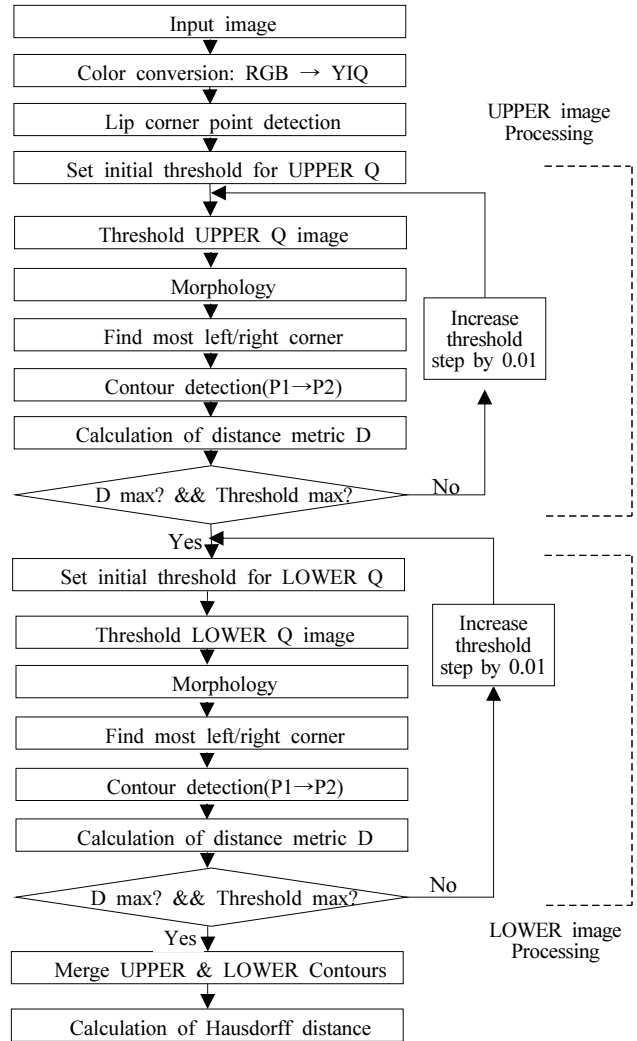 Input image
Color conversion: RGB → YIQ
Lip corner point detection
UPPER image
Processing
Set initial threshold for UPPER Q
Threshold UPPER Q image
Morphology
Find most left/right corner
Increase
threshold
step by 0.01
Contour detection(P1→P2)
Calculation of distance metric D
D max? && Threshold max?
No
Yes
Set initial threshold for LOWER Q
Threshold LOWER Q image
Increase
threshold
step by 0.01
Morphology
Find most left/right corner
Contour detection(P1→P2)
Calculation of distance metric D
D max? && Threshold max?
No
Yes
LOWER image
Processing
Merge UPPER & LOWER Contours
Calculation of Hausdorff distance